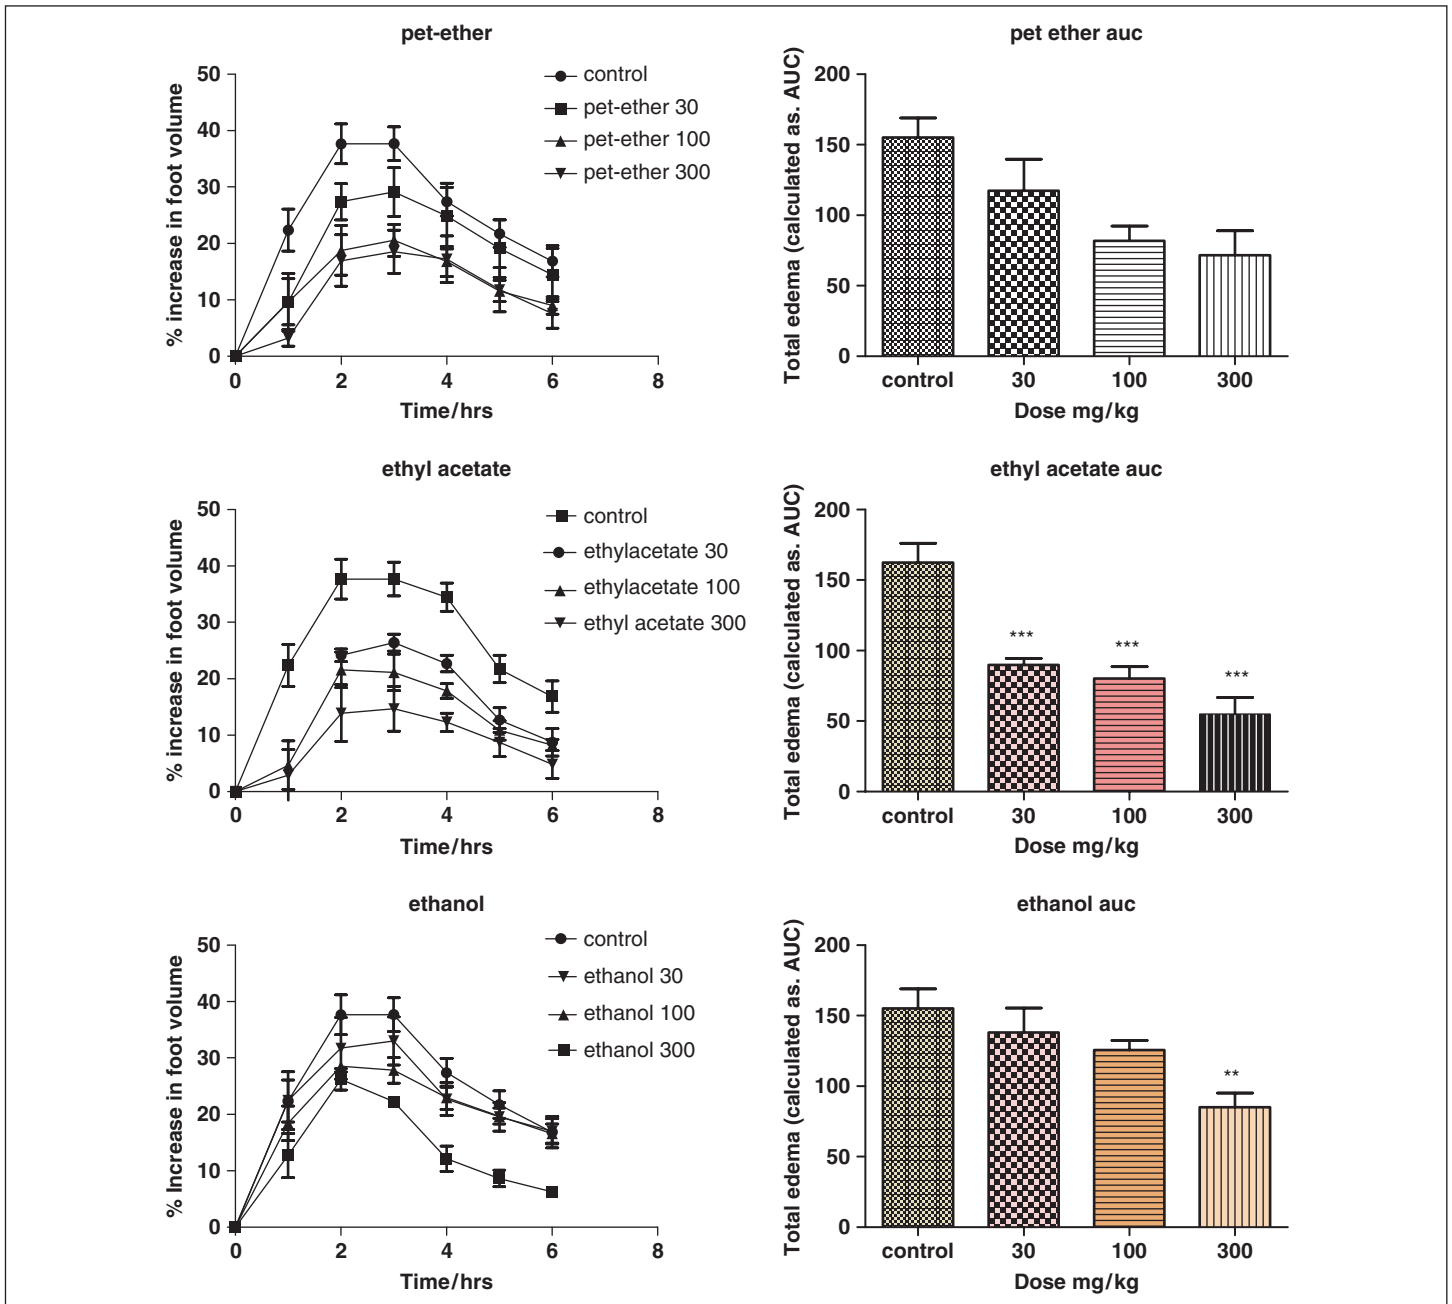 pet-ether
% increase in foot volume
50
40
30
20
10
0
0 2 4 6 8
Time/hrs
control
pet-ether 30
pet-ether 100
pet-ether 300
pet ether auc
Total edema (calculated as. AUC)
200
150
100
50
0
control 30 100 300
Dose mg/kg
ethyl acetate
% increase in foot volume
50
40
30
20
10
0
0 2 4 6 8
Time/hrs
control
ethylacetate 30
ethylacetate 100
ethyl acetate 300
ethyl acetate auc
Total edema (calculated as. AUC)
200
150
100
50
0
***
***
***
control 30 100 300
Dose mg/kg
ethanol
% Increase in foot volume
50
40
30
20
10
0
0 2 4 6 8
Time/hrs
control
ethanol 30
ethanol 100
ethanol 300
ethanol auc
Total edema (calculated as. AUC)
200
150
100
50
0
**
control 30 100 300
Dose mg/kg